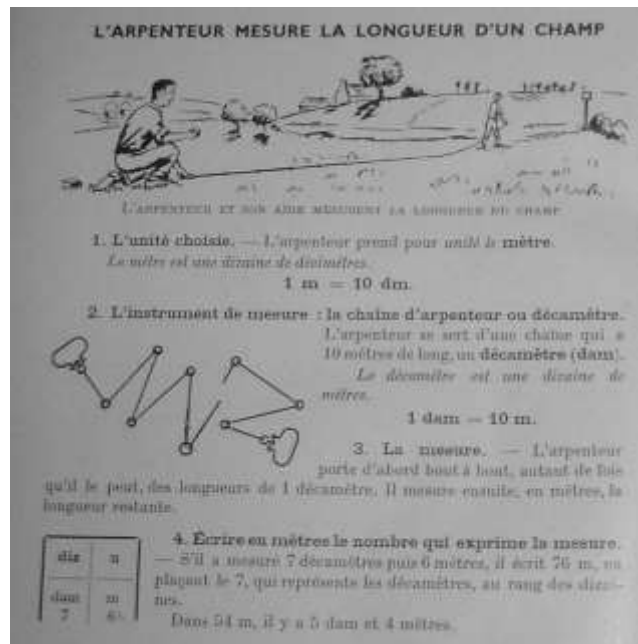 L'ARPENTEUR MESURE LA LONGUEUR D'UN CHAMP
L'ARPENTEUR ET SON AIDE MESURENT LA LONGUEUR DU CHAMP
1. L'unité choisie. — L'arpenteur prend pour unité le mètre.
Le mètre est une dizaine de décimètres.
1 m = 10 dm.
2. L'instrument de mesure : la chaîne d'arpenteur ou décamètre.
L'arpenteur se sert d'une chaîne qui a
10 mètres de long, un décamètre (dam).
Le décamètre est une dizaine de
mètres.
1 dam = 10 m.
3. La mesure. — L'arpenteur
porte d'abord bout à bout, autant de fois
qu'il le peut, des longueurs de 1 décamètre. Il mesure ensuite, en mètres, la
longueur restante.
4. Écrire en mètres le nombre qui exprime la mesure.
— S'il a mesuré 7 décamètres puis 6 mètres, il écrit 76 m, en
plaçant le 7, qui représente les décamètres, au rang des dizai-
nes.
Dans 54 m, il y a 5 dam et 4 mètres.
diz u
dam m
7 6